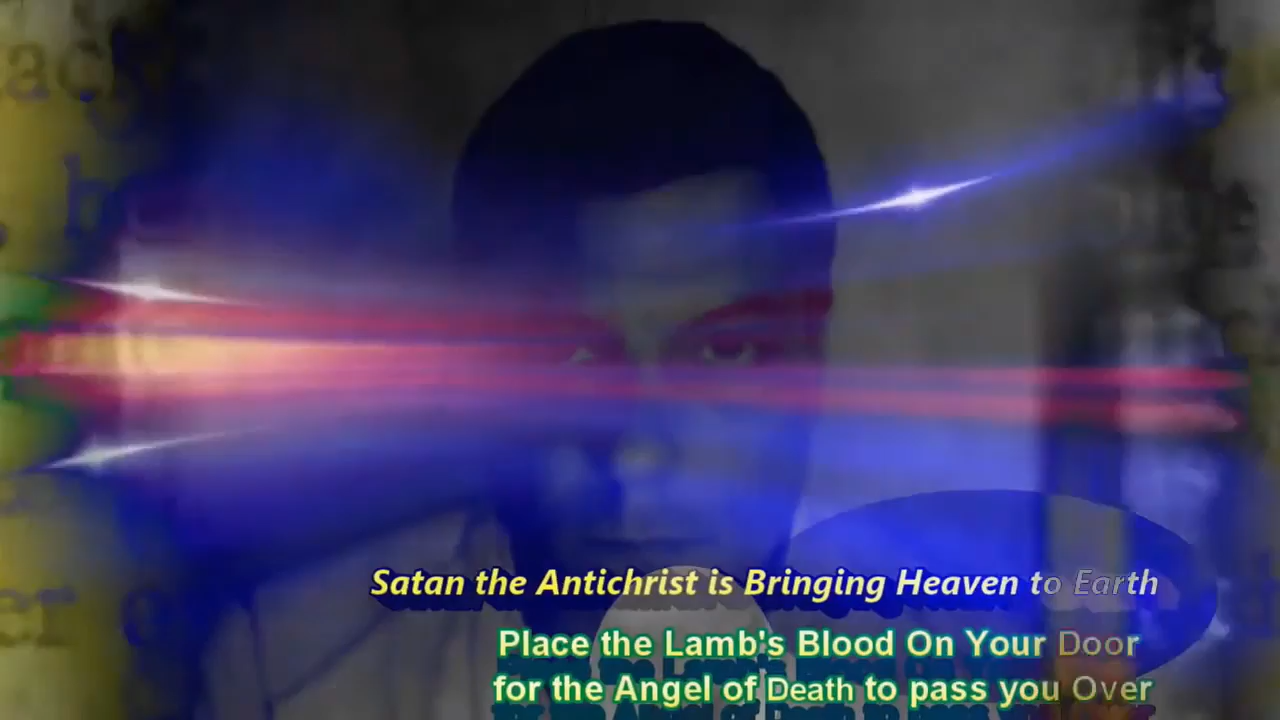 Satan the Antichrist is Bringing Heaven to Earth
Place the Lamb's Blood On Your Door
for the Angel of Death to pass you Over